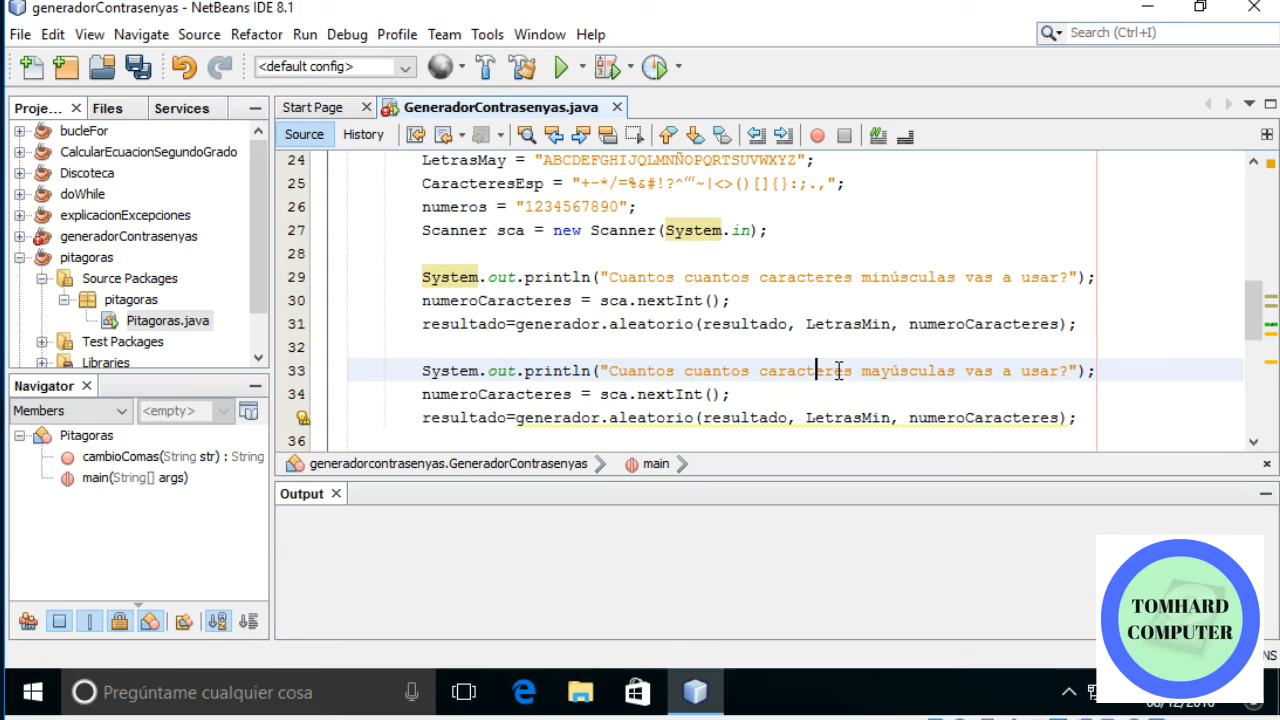 generadorContrasenyas - NetBeans IDE 8.1
File Edit View Navigate Source Refactor Run Debug Profile Team Tools Window Help
Search (Ctrl+I)
<default config>
Proje... Files Services
Start Page GeneradorContrasenyas.java
Source History
bucleFor
CalcularEcuacionSegundoGrado
Discoteca
doWhile
explicacionExcepciones
generadorContrasenyas
pitagoras
Source Packages
pitagoras
Pitagoras.java
Test Packages
Libraries
24 LetrasMay = "ABCDEFGHIJQLMNÑOPQRTSUVWXYZ";
25 CaracteresEsp = "+-*/=%&#!?^'"~|<>()[]{}:;.,";
26 numeros = "1234567890";
27 Scanner sca = new Scanner(System.in);
28
29 System.out.println("Cuantos cuantos caracteres minúsculas vas a usar?");
30 numeroCaracteres = sca.nextInt();
31 resultado=generador.aleatorio(resultado, LetrasMin, numeroCaracteres);
32
33 System.out.println("Cuantos cuantos caracteres mayúsculas vas a usar?");
34 numeroCaracteres = sca.nextInt();
resultado=generador.aleatorio(resultado, LetrasMin, numeroCaracteres);
36
Navigator
Members <empty>
Pitagoras
cambioComas(String str) : String
main(String[] args)
generadorcontrasenyas.GeneradorContrasenyas main
Output
TOMHARD
COMPUTER
NS
Pregúntame cualquier cosa